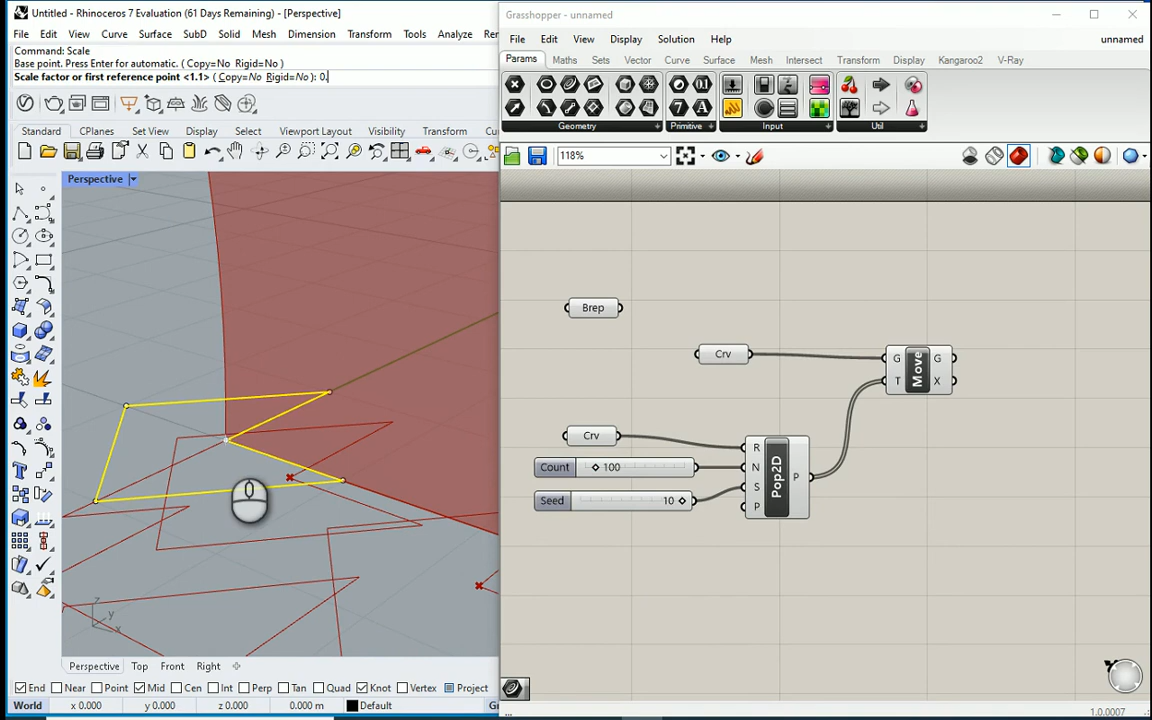 Untitled - Rhinoceros 7 Evaluation (61 Days Remaining) - [Perspective]
File Edit View Curve Surface SubD Solid Mesh Dimension Transform Tools Analyze Re
Command: Scale
Base point. Press Enter for automatic. ( Copy=No Rigid=No )
Scale factor or first reference point <1.1> ( Copy=No Rigid=No ): 0.
Standard CPlanes Set View Display Select Viewport Layout Visibility Transform Cu
Perspective
z
y
x
Perspective Top Front Right
End Near Point Mid Cen Int Perp Tan Quad Knot Vertex Project
World x 0.000 y 0.000 z 0.000 0.000 m Default Gr
Grasshopper - unnamed
File Edit View Display Solution Help unnamed
Params Maths Sets Vector Curve Surface Mesh Intersect Transform Display Kangaroo2 V-Ray
Geometry Primitive Input Util
118%
Brep
Crv
G Move G
T X
Crv
Count 100
Seed 10
R
N
S
P
Pop2D
P
...
1.0.0007